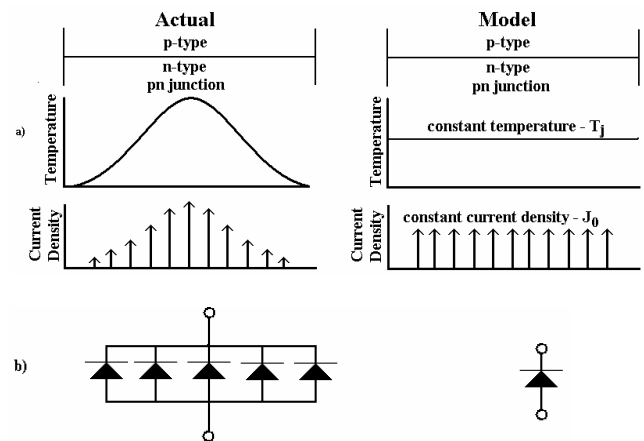 Actual
p-type
n-type
pn junction
a)
Temperature
Current
Density
Model
p-type
n-type
pn junction
Temperature
constant temperature - Tj
Current
Density
constant current density - J0
b)